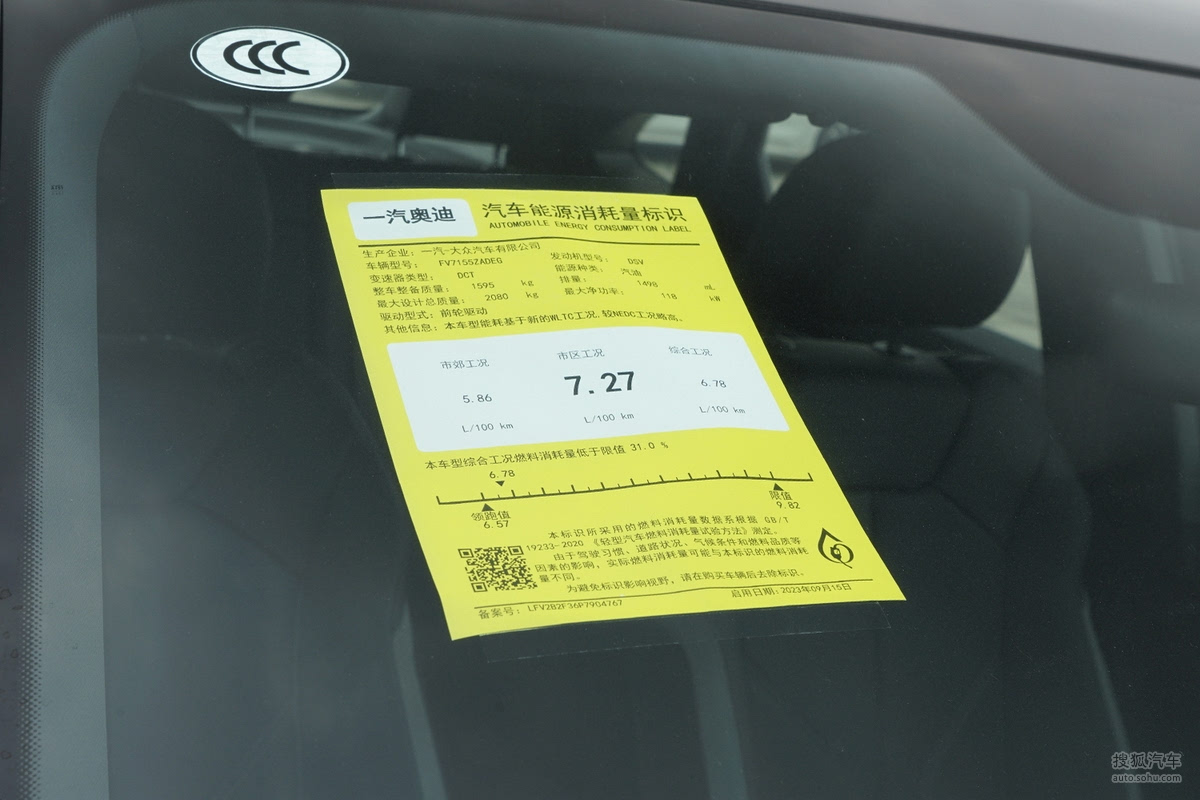 CCC
一汽奥迪
汽车能源消耗量标识
AUTOMOBILE ENERGY CONSUMPTION LABEL
生产企业: 一汽-大众汽车有限公司
车辆型号: FV7155ZADEG 发动机型号: DSV
变速器类型: DCT 能源种类: 汽油
整车整备质量: 1595 kg 排量: 1498 mL
最大设计总质量: 2080 kg 最大净功率: 118 kW
驱动型式: 前轮驱动
其他信息: 本车型能耗基于新的WLTC工况,较NEDC工况略高。
市郊工况 市区工况 综合工况
5.86 7.27 6.78
L/100 km L/100 km L/100 km
本车型综合工况燃料消耗量低于限值 31.0 %
6.78
领跑值 限值
6.57 9.82
本标识所采用的燃料消耗量数据系根据 GB/T
19233-2020 《轻型汽车燃料消耗量试验方法》测定。
由于驾驶习惯、道路状况、气候条件和燃料品质等
因素的影响, 实际燃料消耗量可能与本标识的燃料消耗
量不同。
为避免标识影响视野, 请在购买车辆后去除标识。
备案号: LFV2B2F36P7904767 启用日期: 2023年09月15日
搜狐汽车
auto.sohu.com